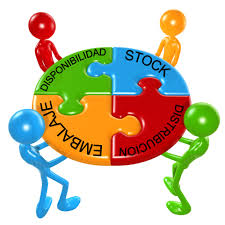 DISPONIBILIDAD
STOCK
EMBALAJE
DISTRIBUCION